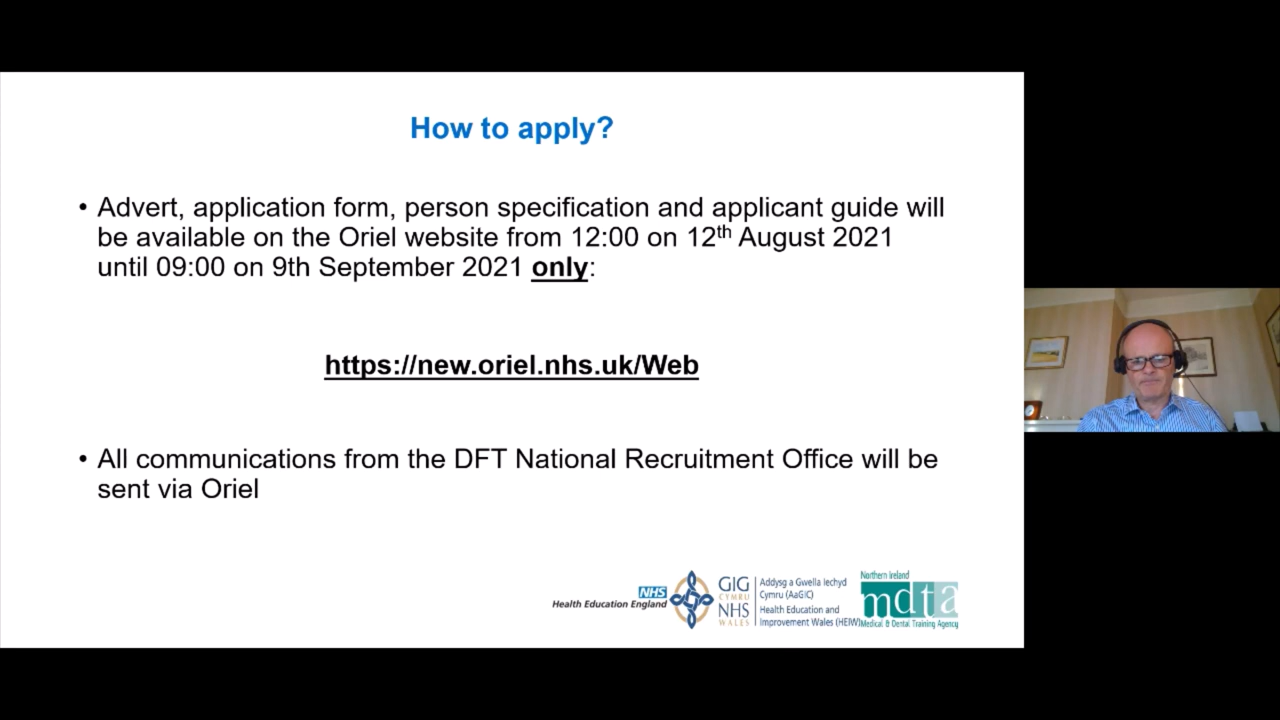 How to apply?
• Advert, application form, person specification and applicant guide will
be available on the Oriel website from 12:00 on 12th August 2021
until 09:00 on 9th September 2021 only:
https://new.oriel.nhs.uk/Web
• All communications from the DFT National Recruitment Office will be
sent via Oriel
NHS
Health Education England
GIG
CYMRU
NHS
WALES
Addysg a Gwella Iechyd
Cymru (AaGIC)
Health Education and
Improvement Wales (HEIW)
Northern Ireland
mdta
Medical & Dental Training Agency